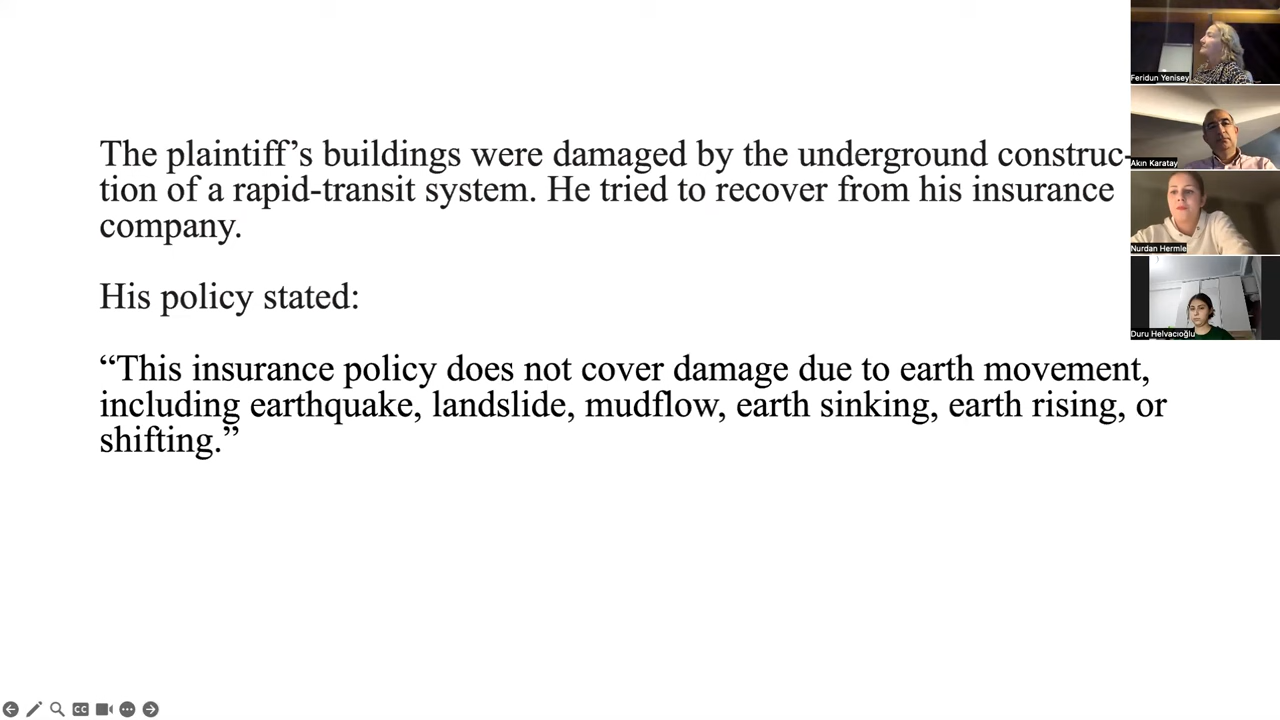 The plaintiff’s buildings were damaged by the underground construc-
tion of a rapid-transit system. He tried to recover from his insurance
company.
His policy stated:
“This insurance policy does not cover damage due to earth movement,
including earthquake, landslide, mudflow, earth sinking, earth rising, or
shifting.”
Feridun Yenisey
Akın Karatay
Nurdan Hermle
Duru Helvacıoğlu
CC